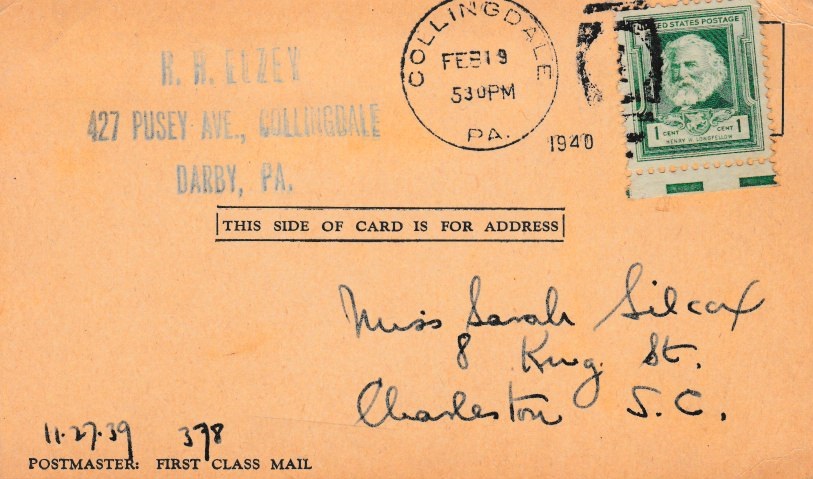 R. R. ELZEY
427 PUSEY AVE., COLLINGDALE
DARBY, PA.
COLLINGDALE
FEB 19
530PM
PA.
1940
UNITED STATES POSTAGE
1 CENT CENT 1
HENRY W. LONGFELLOW
THIS SIDE OF CARD IS FOR ADDRESS
Miss Sarah Silcox
8 King St.
Charleston S.C.
11-27-39 378
POSTMASTER: FIRST CLASS MAIL